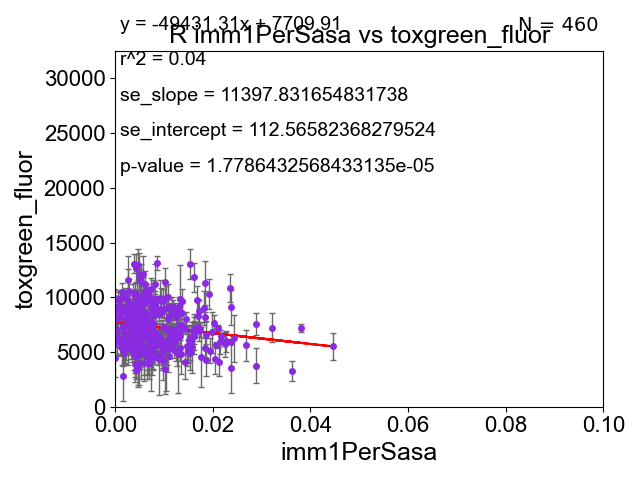 y = -49431.31x + 7709.91
N = 460
R imm1PerSasa vs toxgreen_fluor
r^2 = 0.04
se_slope = 11397.831654831738
se_intercept = 112.56582368279524
p-value = 1.7786432568433135e-05
toxgreen_fluor
30000
25000
20000
15000
10000
5000
0
0.00 0.02 0.04 0.06 0.08 0.10
imm1PerSasa